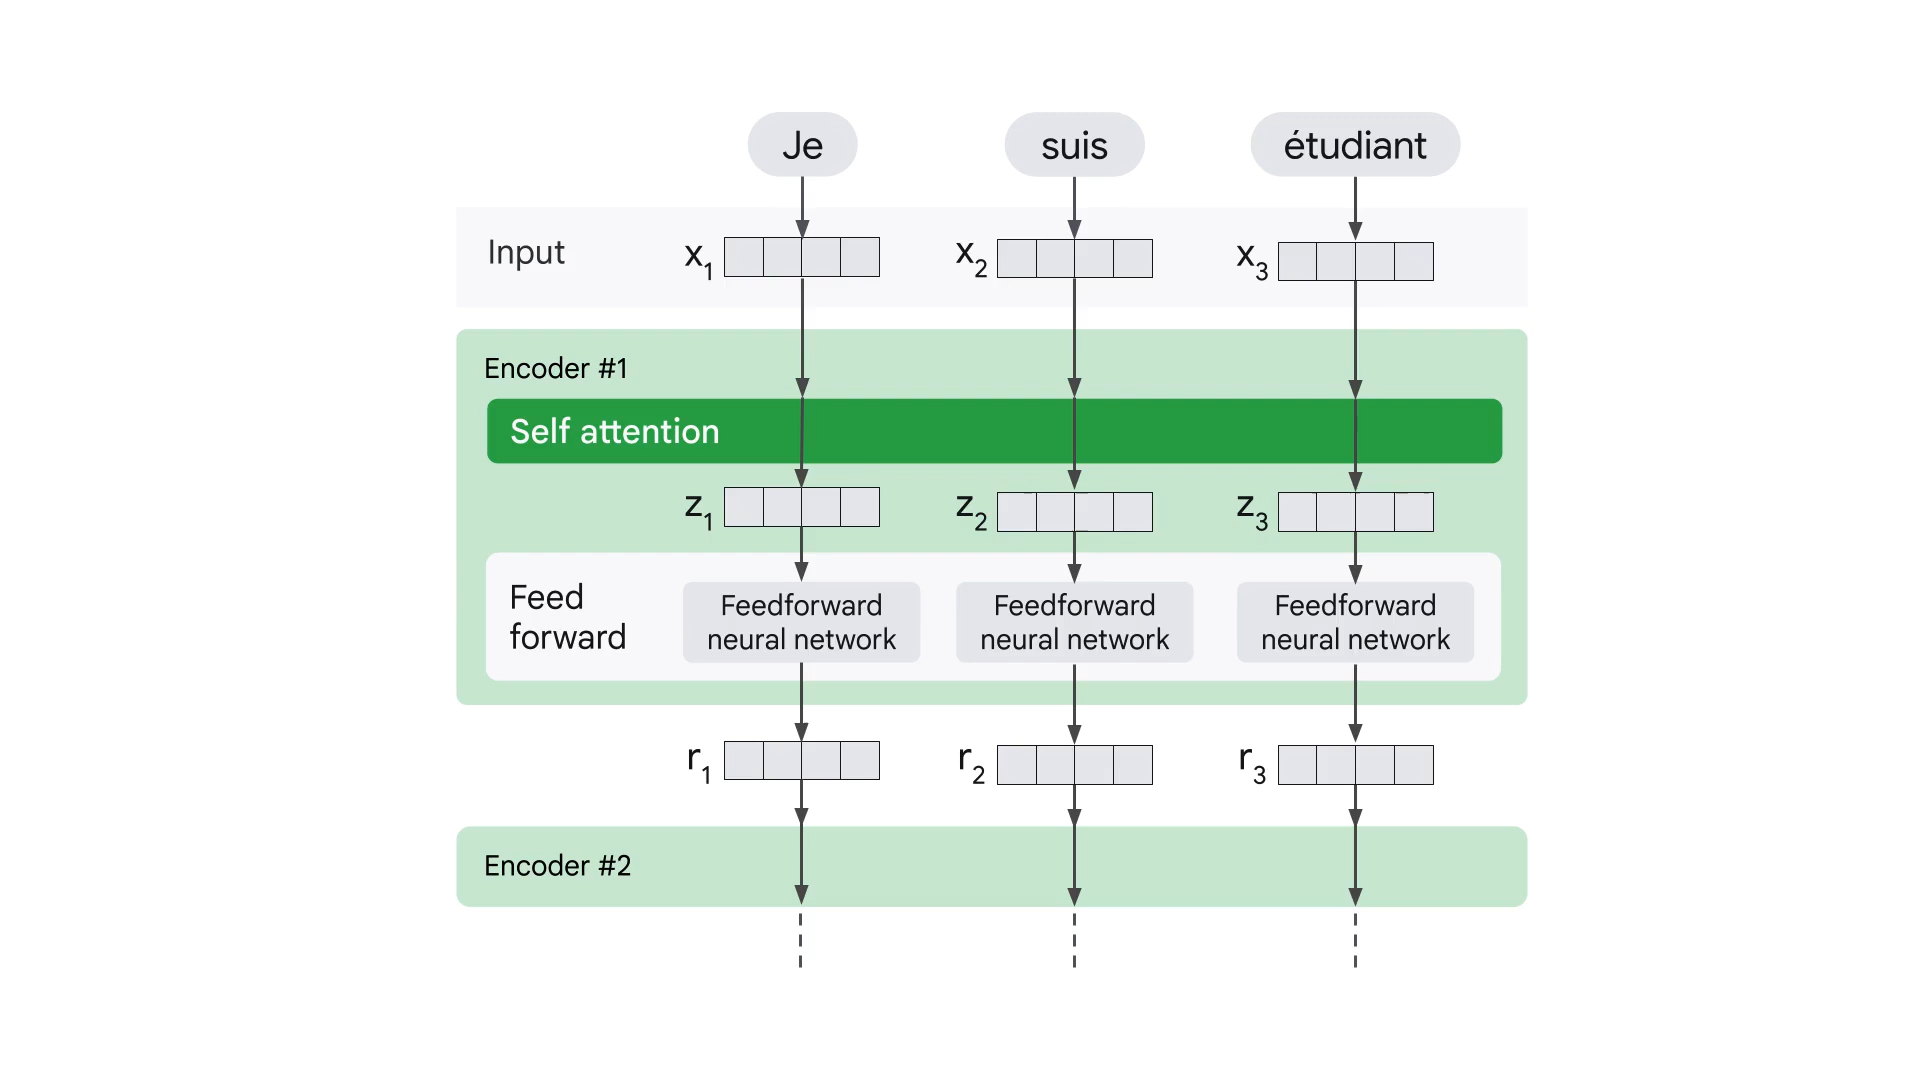 Je suis étudiant
Input x1 x2 x3
Encoder #1
Self attention
z1 z2 z3
Feed
forward
Feedforward
neural network
Feedforward
neural network
Feedforward
neural network
r1 r2 r3
Encoder #2